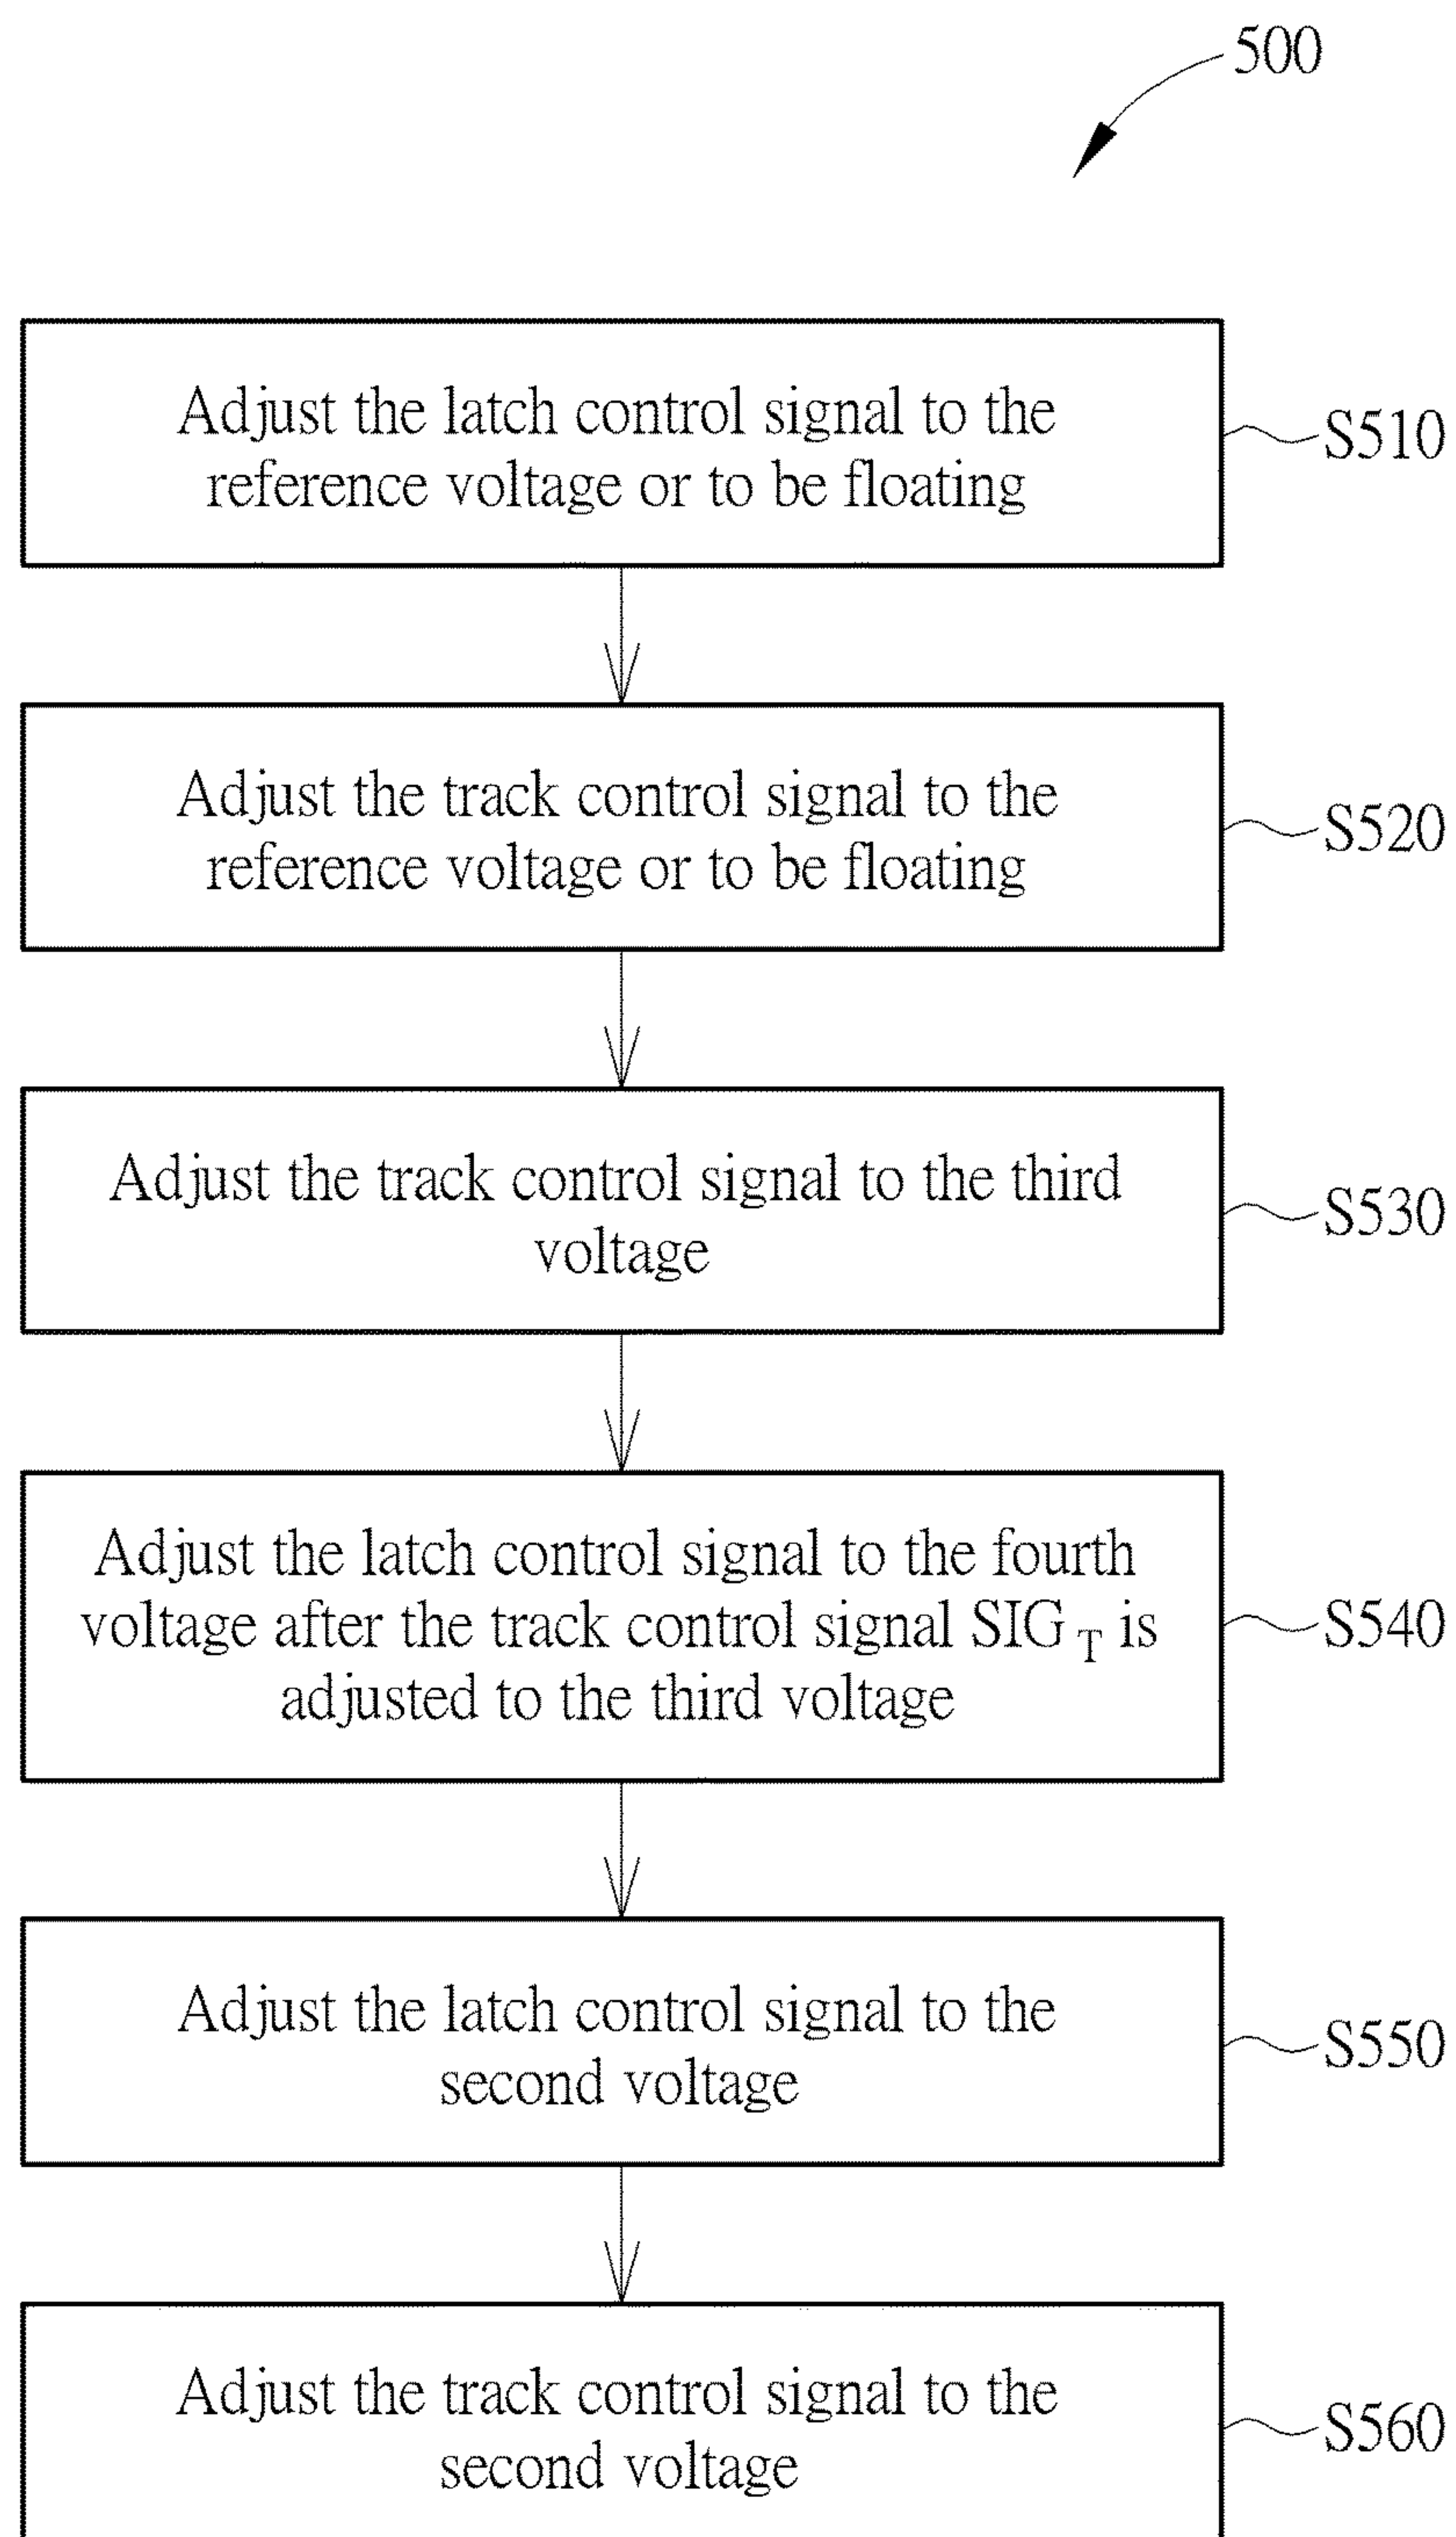 500
Adjust the latch control signal to the
reference voltage or to be floating
S510
Adjust the track control signal to the
reference voltage or to be floating
S520
Adjust the track control signal to the third
voltage
S530
Adjust the latch control signal to the fourth
voltage after the track control signal SIG T is
adjusted to the third voltage
S540
Adjust the latch control signal to the
second voltage
S550
Adjust the track control signal to the
second voltage
S560